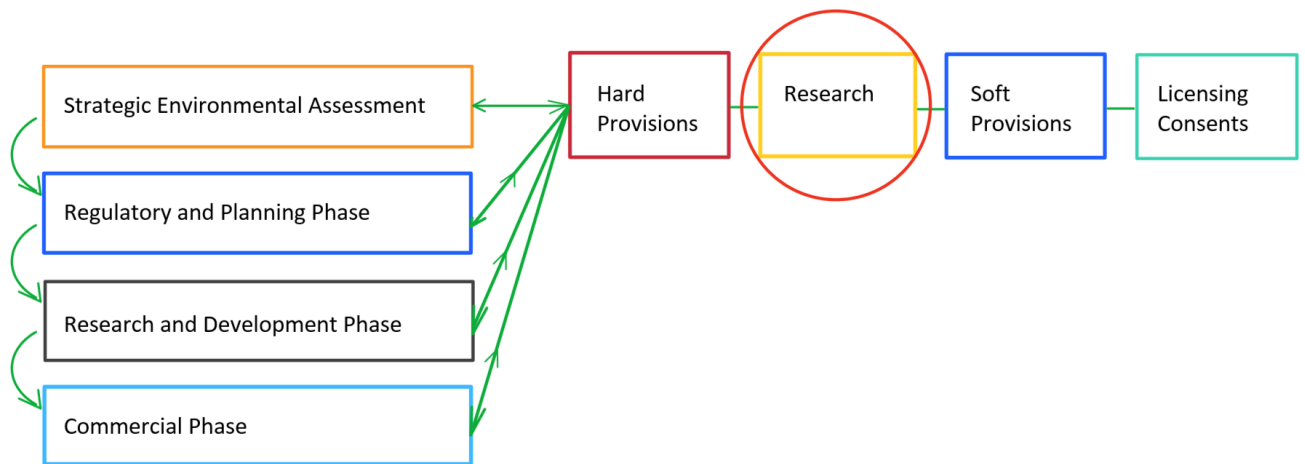 Strategic Environmental Assessment
Regulatory and Planning Phase
Research and Development Phase
Commercial Phase
Hard
Provisions
Research
Soft
Provisions
Licensing
Consents